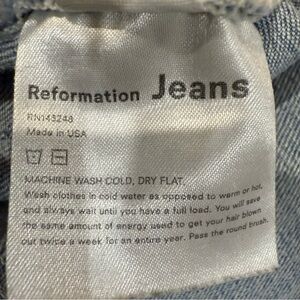 Reformation Jeans
RN143248
Made in USA
MACHINE WASH COLD, DRY FLAT.
Wash clothes in cold water as opposed to warm or hot,
and always wait until you have a full load. You will save
the same amount of energy used to get your hair blown
out twice a week for an entire year. Pass the round brush.